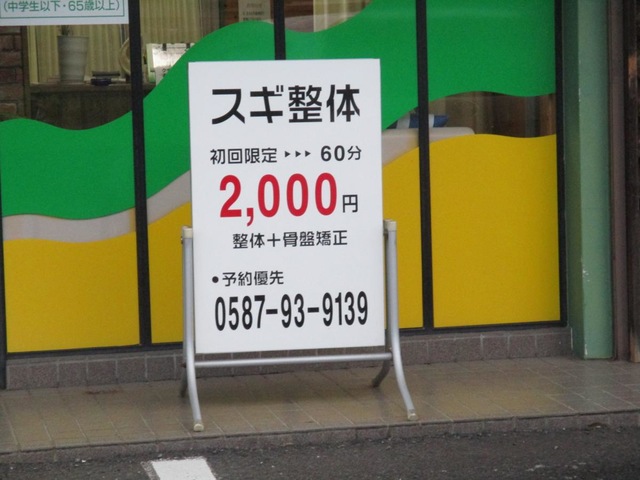 (中学生以下・65歳以上)
スギ整体
初回限定 ▸▸▸ 60分
2,000円
整体＋骨盤矯正
●予約優先
0587-93-9139